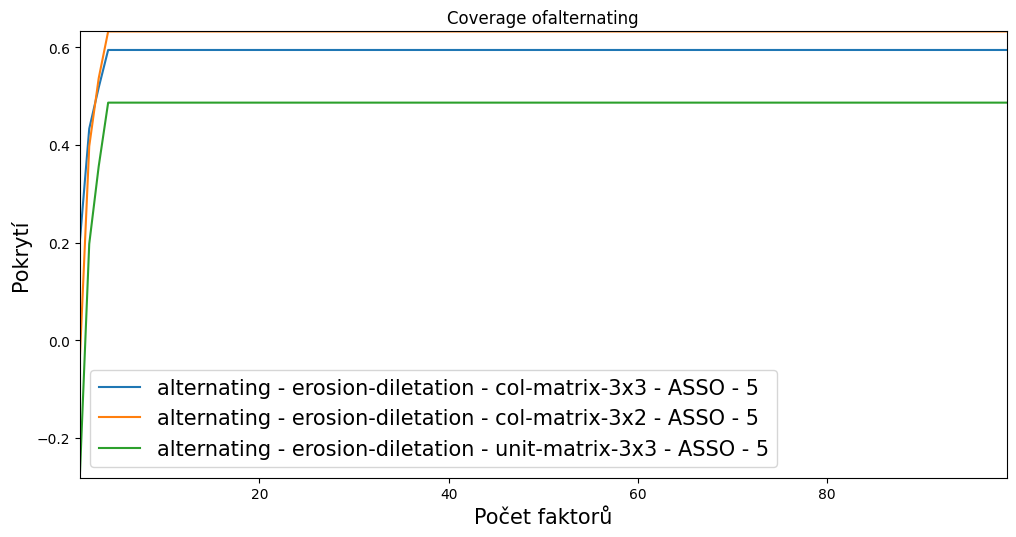 Coverage ofalternating
0.6
0.4
0.2
0.0
−0.2
Pokrytí
alternating - erosion-diletation - col-matrix-3x3 - ASSO - 5
alternating - erosion-diletation - col-matrix-3x2 - ASSO - 5
alternating - erosion-diletation - unit-matrix-3x3 - ASSO - 5
20
40
60
80
Počet faktorů